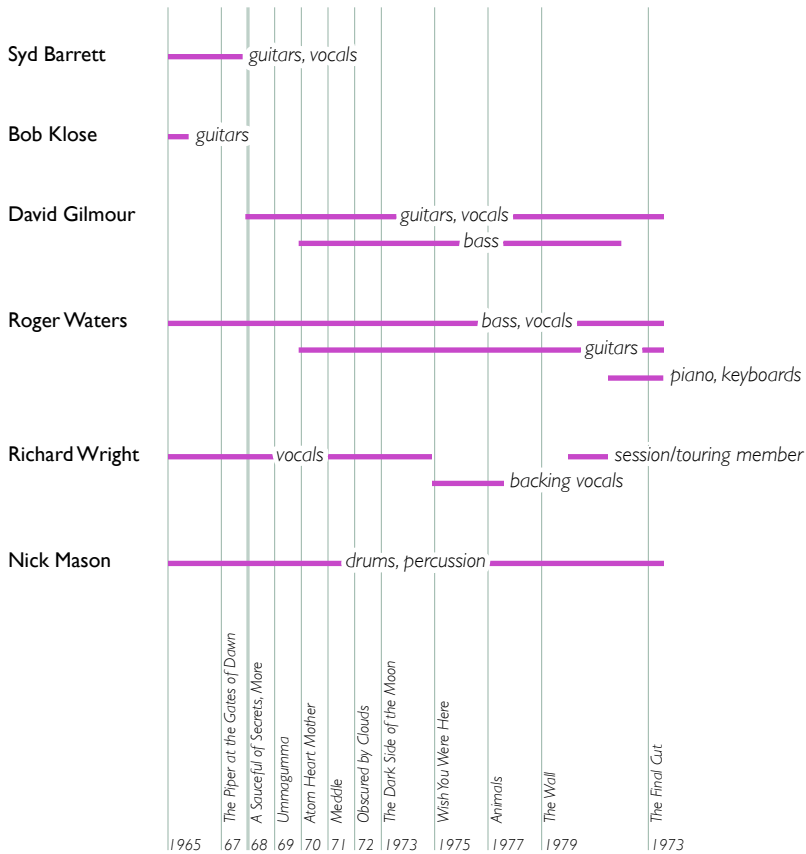 Syd Barrett
guitars, vocals
Bob Klose
guitars
David Gilmour
guitars, vocals
bass
Roger Waters
bass, vocals
guitars
piano, keyboards
Richard Wright
vocals
session/touring member
backing vocals
Nick Mason
drums, percussion
The Piper at the Gates of Dawn
A Sauceful of Secrets, More
Ummagumma
Atom Heart Mother
Meddle
Obscured by Clouds
The Dark Side of the Moon
Wish You Were Here
Animals
The Wall
The Final Cut
1965 67 68 69 70 71 72 1973 1975 1977 1979 1973